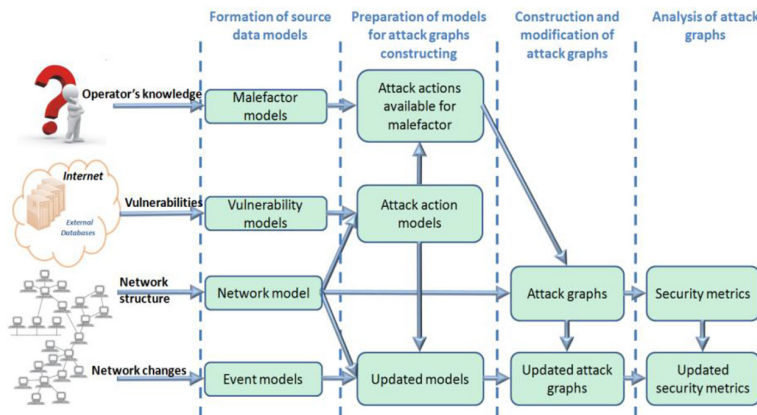 Formation of source
data models
Preparation of models
for attack graphs
constructing
Construction and
modification of
attack graphs
Analysis of attack
graphs
Operator's knowledge
Malefactor models
Attack actions
available for
malefactor
Internet
External
Databases
Vulnerabilities
Vulnerability
models
Attack action
models
Network
structure
Network model
Attack graphs
Security metrics
Network changes
Event models
Updated models
Updated attack
graphs
Updated
security metrics